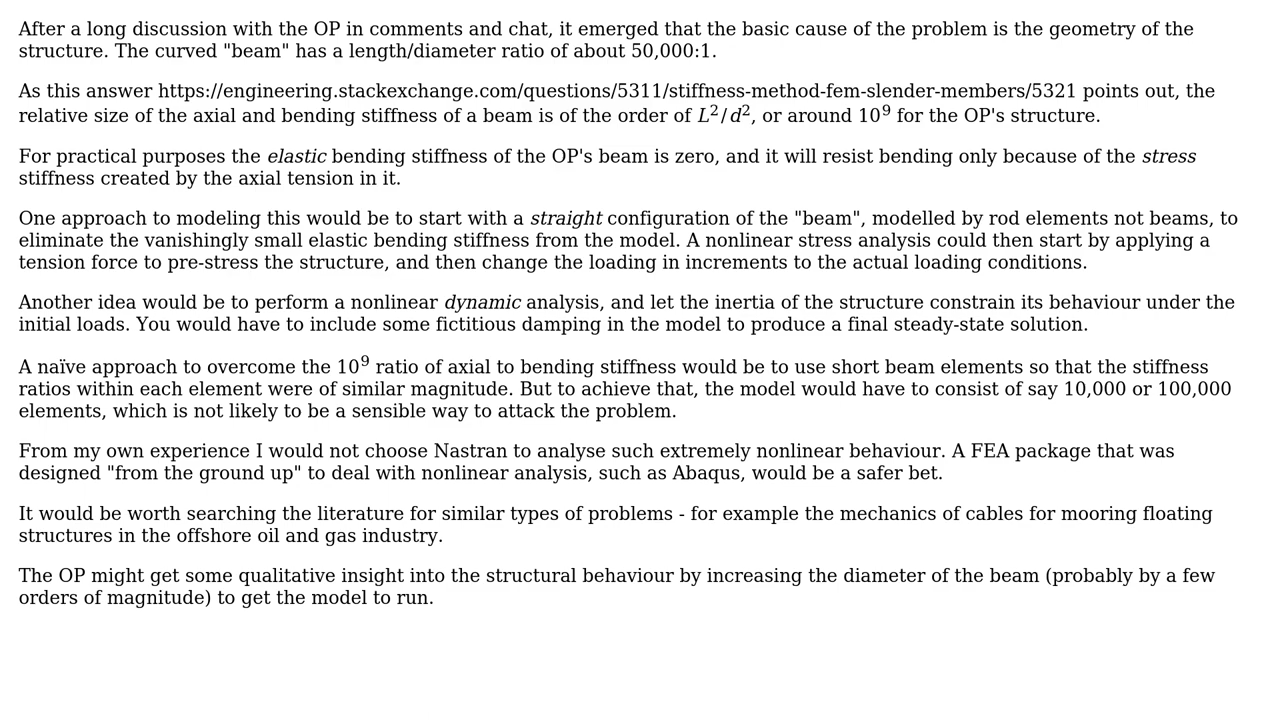 After a long discussion with the OP in comments and chat, it emerged that the basic cause of the problem is the geometry of the
structure. The curved "beam" has a length/diameter ratio of about 50,000:1.
As this answer https://engineering.stackexchange.com/questions/5311/stiffness-method-fem-slender-members/5321 points out, the
relative size of the axial and bending stiffness of a beam is of the order of L²/d², or around 10⁹ for the OP's structure.
For practical purposes the elastic bending stiffness of the OP's beam is zero, and it will resist bending only because of the stress
stiffness created by the axial tension in it.
One approach to modeling this would be to start with a straight configuration of the "beam", modelled by rod elements not beams, to
eliminate the vanishingly small elastic bending stiffness from the model. A nonlinear stress analysis could then start by applying a
tension force to pre-stress the structure, and then change the loading in increments to the actual loading conditions.
Another idea would be to perform a nonlinear dynamic analysis, and let the inertia of the structure constrain its behaviour under the
initial loads. You would have to include some fictitious damping in the model to produce a final steady-state solution.
A naïve approach to overcome the 10⁹ ratio of axial to bending stiffness would be to use short beam elements so that the stiffness
ratios within each element were of similar magnitude. But to achieve that, the model would have to consist of say 10,000 or 100,000
elements, which is not likely to be a sensible way to attack the problem.
From my own experience I would not choose Nastran to analyse such extremely nonlinear behaviour. A FEA package that was
designed "from the ground up" to deal with nonlinear analysis, such as Abaqus, would be a safer bet.
It would be worth searching the literature for similar types of problems - for example the mechanics of cables for mooring floating
structures in the offshore oil and gas industry.
The OP might get some qualitative insight into the structural behaviour by increasing the diameter of the beam (probably by a few
orders of magnitude) to get the model to run.